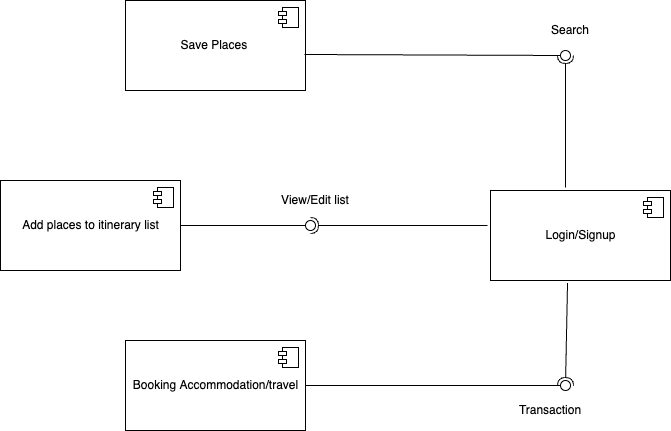 Search
Save Places
View/Edit list
Add places to itinerary list
Login/Signup
Booking Accommodation/travel
Transaction